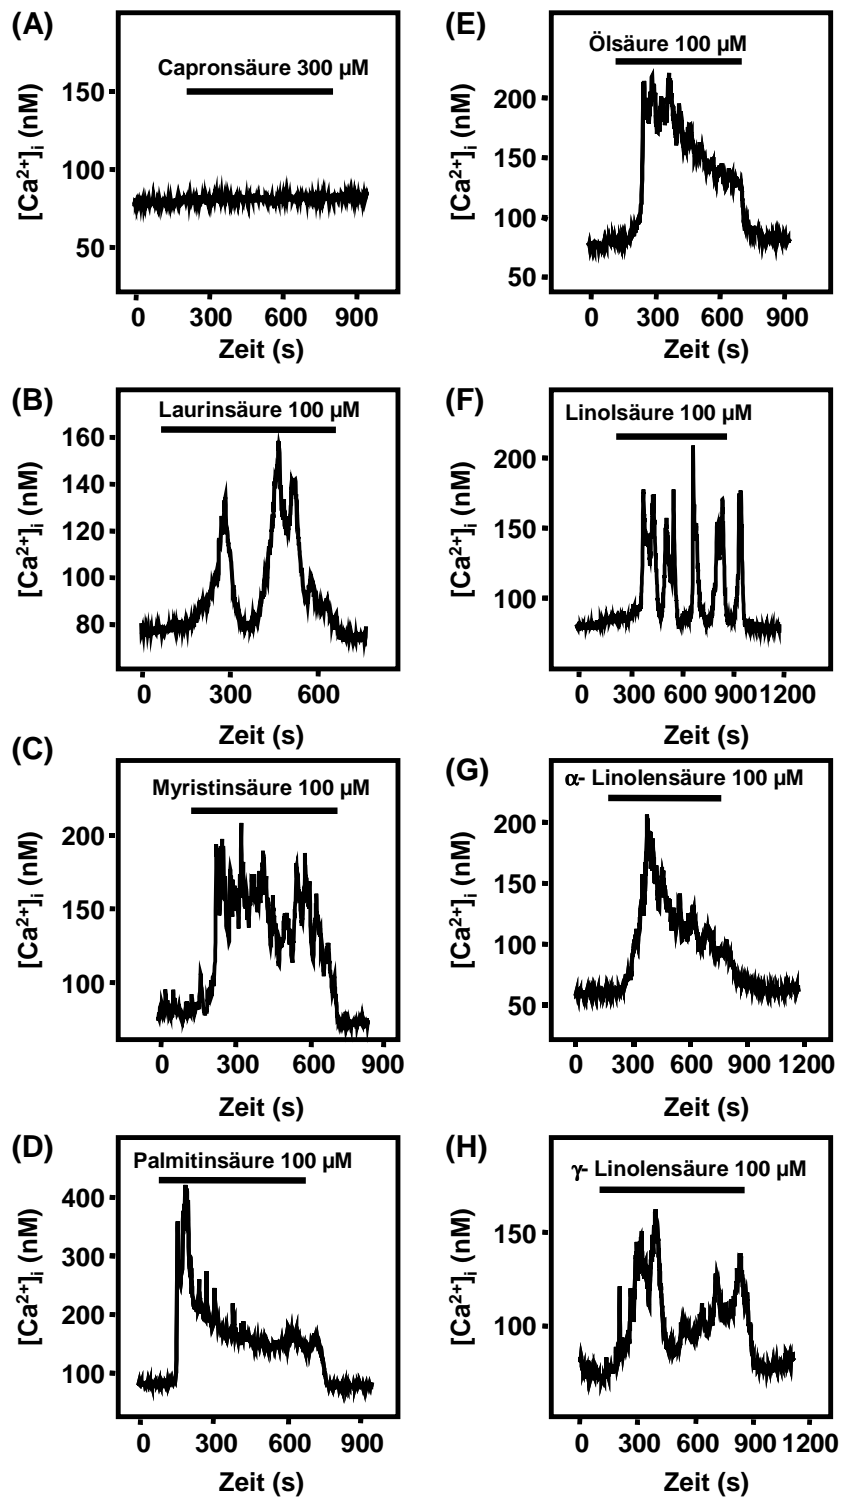 (A)
Capronsäure 300 µM
150
100
50
[Ca²⁺]ᵢ (nM)
0 300 600 900
Zeit (s)
(B)
Laurinsäure 100 µM
160
140
120
100
80
[Ca²⁺]ᵢ (nM)
0 300 600
Zeit (s)
(C)
Myristinsäure 100 µM
200
150
100
[Ca²⁺]ᵢ (nM)
0 300 600 900
Zeit (s)
(D)
Palmitinsäure 100 µM
400
300
200
100
[Ca²⁺]ᵢ (nM)
0 300 600 900
Zeit (s)
(E)
Ölsäure 100 µM
200
150
100
50
[Ca²⁺]ᵢ (nM)
0 300 600 900
Zeit (s)
(F)
Linolsäure 100 µM
200
150
100
[Ca²⁺]ᵢ (nM)
0 300 600 900 1200
Zeit (s)
(G)
α- Linolensäure 100 µM
200
150
100
50
[Ca²⁺]ᵢ (nM)
0 300 600 900 1200
Zeit (s)
(H)
γ- Linolensäure 100 µM
150
100
[Ca²⁺]ᵢ (nM)
0 300 600 900 1200
Zeit (s)